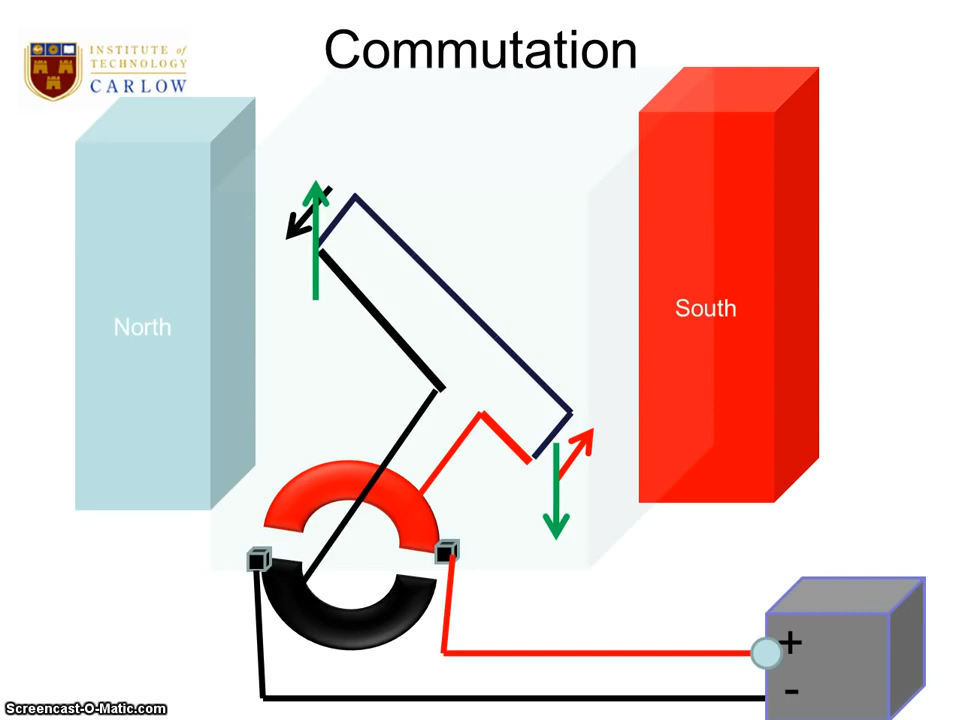 Commutation
INSTITUTE of
TECHNOLOGY
CARLOW
North
South
+
-
Screencast-O-Matic.com